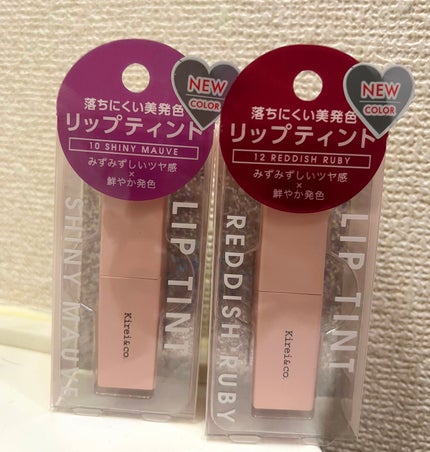 NEW
COLOR
落ちにくい美発色
リップティント
10 SHINY MAUVE
みずみずしいツヤ感
×
鮮やか発色
LIP TINT
SHINY MAUVE
Kirei&co.
NEW
COLOR
落ちにくい美発色
リップティント
12 REDDISH RUBY
みずみずしいツヤ感
×
鮮やか発色
LIP TINT
REDDISH RUBY
Kirei&co.